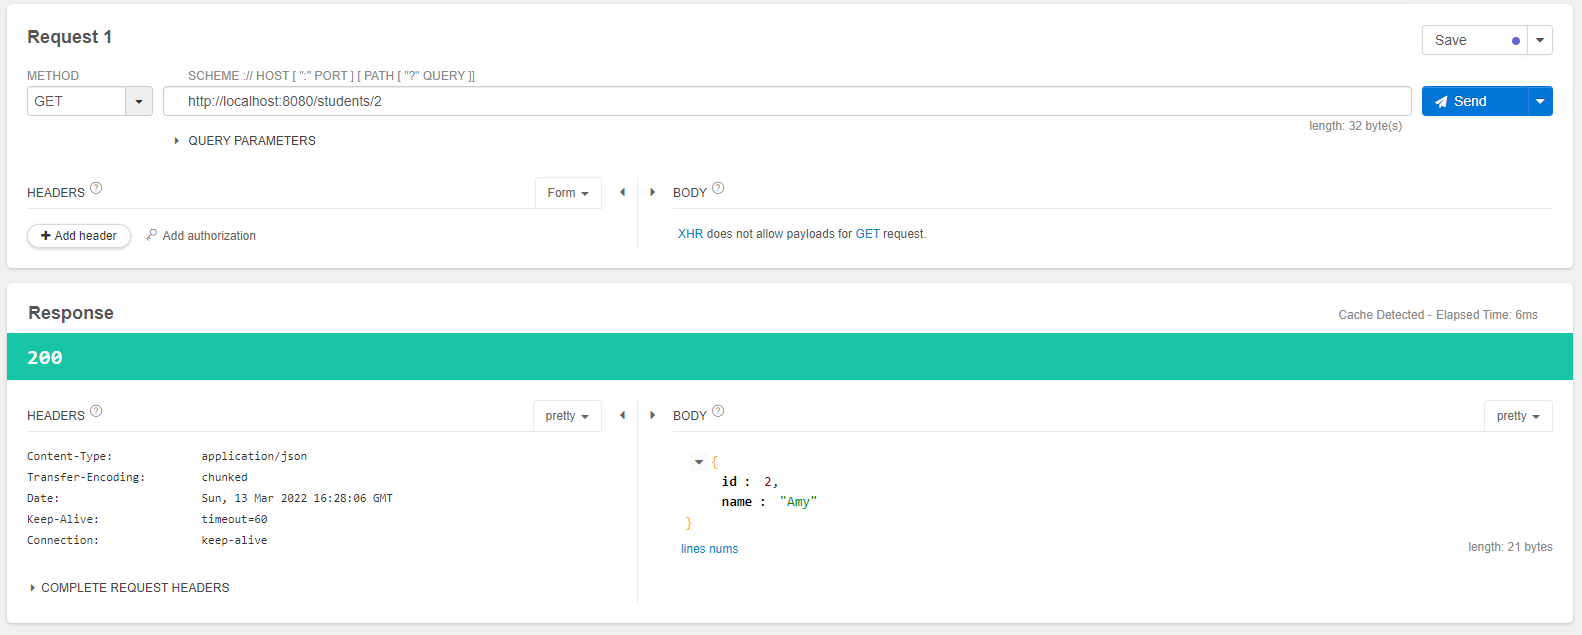 Request 1
Save
METHOD
SCHEME :// HOST [ ":" PORT ] [ PATH [ "?" QUERY ]]
GET
http://localhost:8080/students/2
Send
length: 32 byte(s)
QUERY PARAMETERS
HEADERS ?
Form
BODY ?
+ Add header
Add authorization
XHR does not allow payloads for GET request.
Response
Cache Detected - Elapsed Time: 6ms
200
HEADERS ?
pretty
BODY ?
pretty
Content-Type: application/json
Transfer-Encoding: chunked
Date: Sun, 13 Mar 2022 16:28:06 GMT
Keep-Alive: timeout=60
Connection: keep-alive
COMPLETE REQUEST HEADERS
{
id : 2,
name : "Amy"
}
lines nums
length: 21 bytes